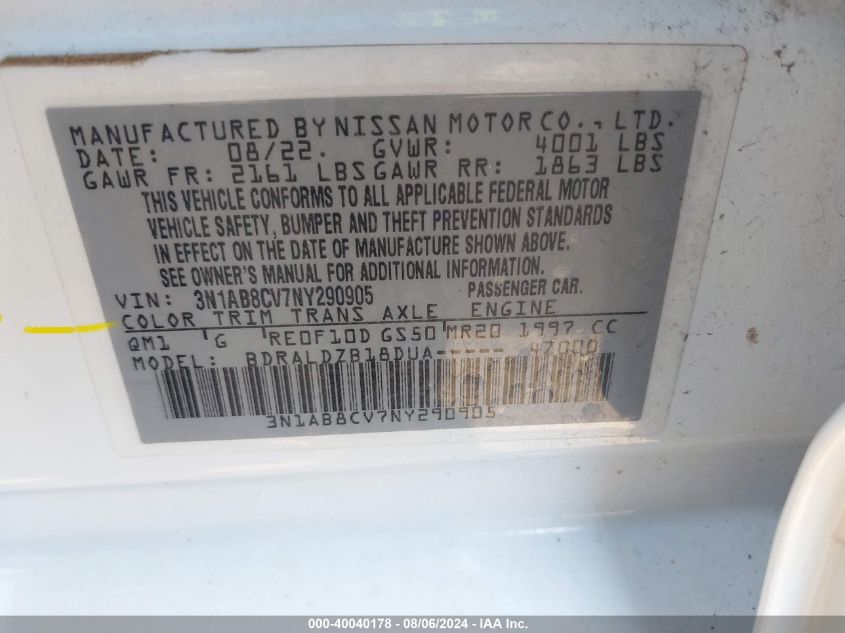 MANUFACTURED BY NISSAN MOTOR CO., LTD.
DATE: 08/22. GVWR: 4001 LBS
GAWR FR: 2161 LBS GAWR RR: 1863 LBS
THIS VEHICLE CONFORMS TO ALL APPLICABLE FEDERAL MOTOR
VEHICLE SAFETY, BUMPER AND THEFT PREVENTION STANDARDS
IN EFFECT ON THE DATE OF MANUFACTURE SHOWN ABOVE.
SEE OWNER'S MANUAL FOR ADDITIONAL INFORMATION.
VIN: 3N1AB8CV7NY290905 PASSENGER CAR.
COLOR TRIM TRANS AXLE ENGINE
QM1 G RE0F10D GS50 MR20 1997 CC
MODEL: BDRALDZB18DUA----- 47000
3N1AB8CV7NY290905
000-40040178 - 08/06/2024 - IAA Inc.